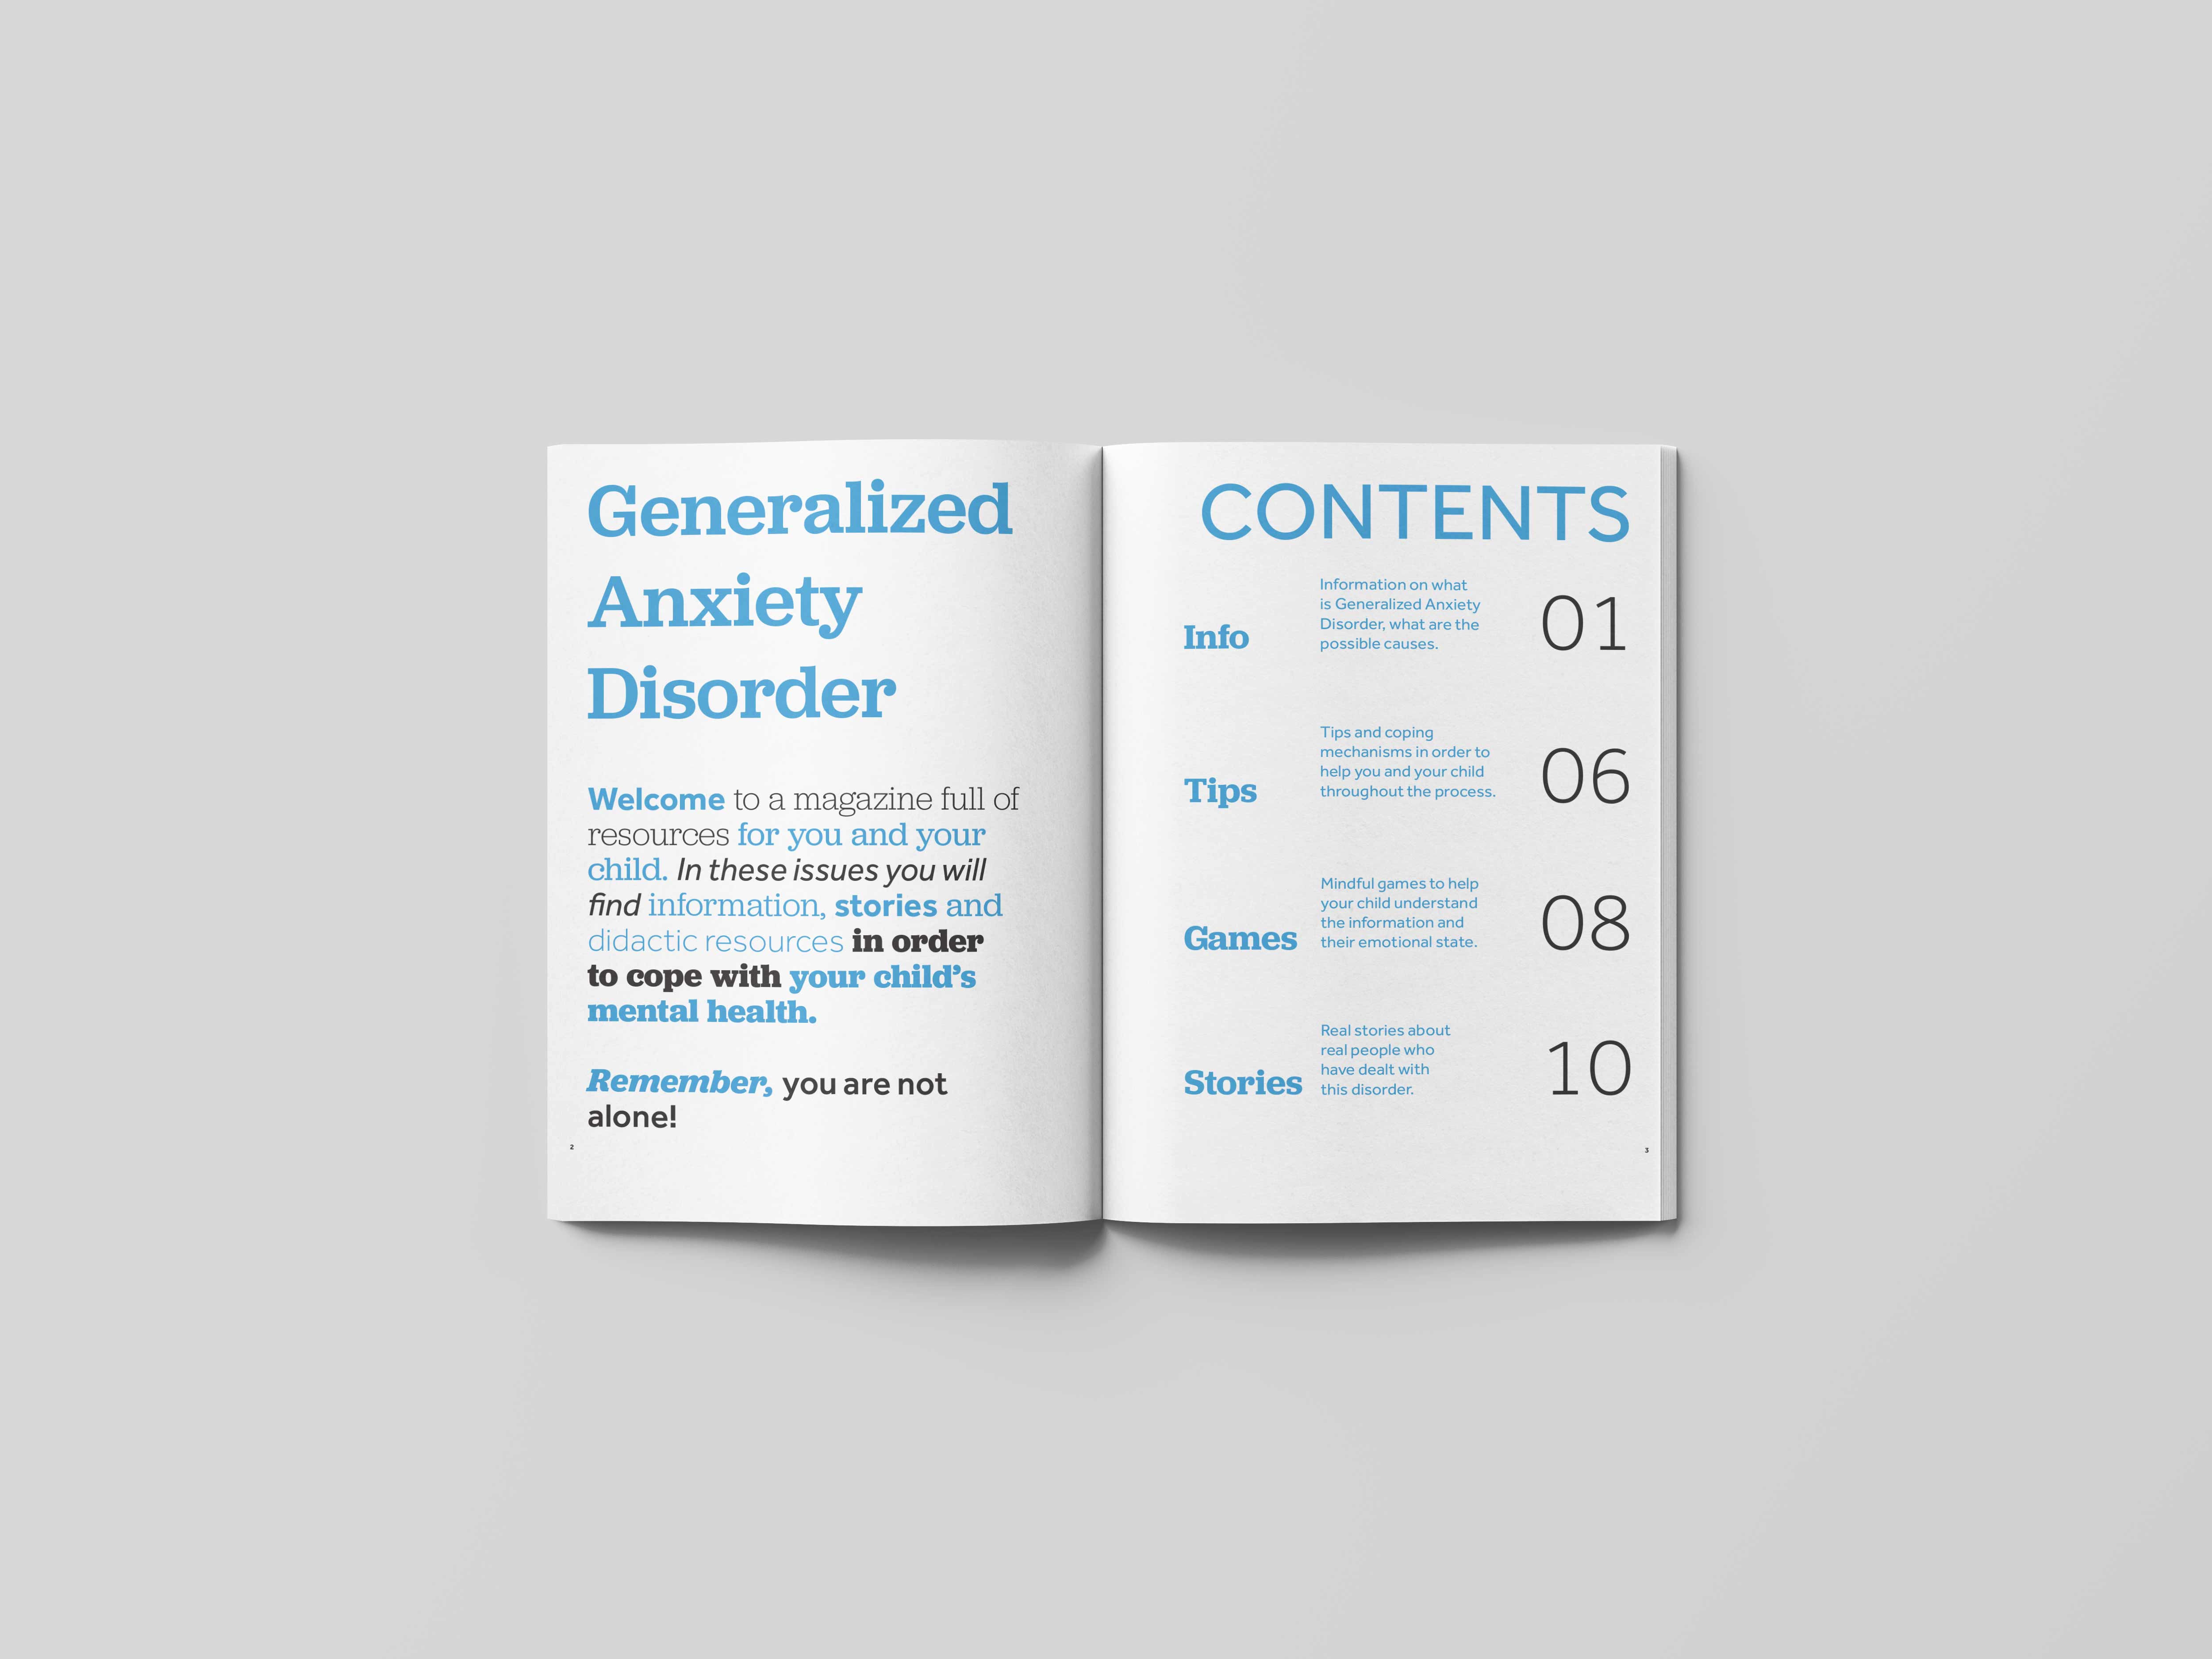 Generalized
Anxiety
Disorder
Welcome to a magazine full of
resources for you and your
child. In these issues you will
find information, stories and
didactic resources in order
to cope with your child's
mental health.
Remember, you are not
alone!
2
CONTENTS
Info
Information on what
is Generalized Anxiety
Disorder, what are the
possible causes.
01
Tips
Tips and coping
mechanisms in order to
help you and your child
throughout the process.
06
Games
Mindful games to help
your child understand
the information and
their emotional state.
08
Stories
Real stories about
real people who
have dealt with
this disorder.
10
3